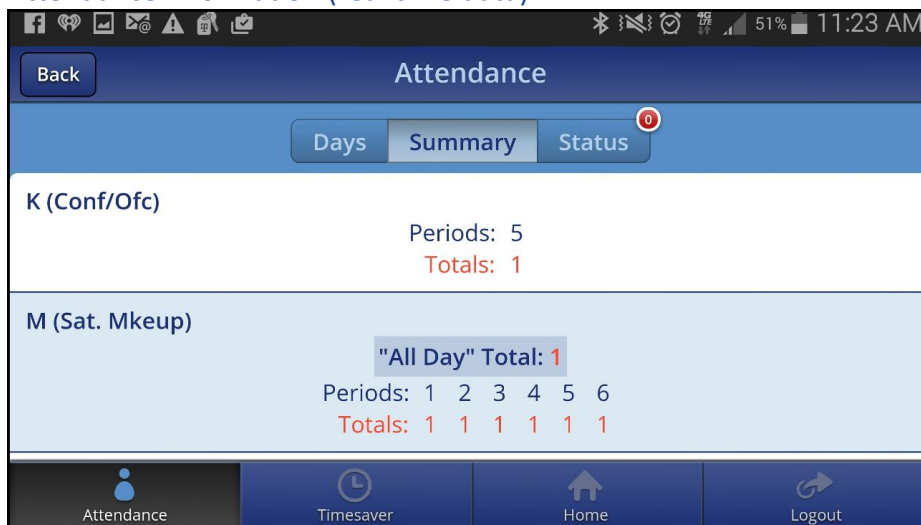 4G
LTE
51%
11:23 AM
Back
Attendance
Days
Summary
Status
0
K (Conf/Ofc)
Periods: 5
Totals: 1
M (Sat. Mkeup)
"All Day" Total: 1
Periods: 1 2 3 4 5 6
Totals: 1 1 1 1 1 1
Attendance
Timesaver
Home
Logout